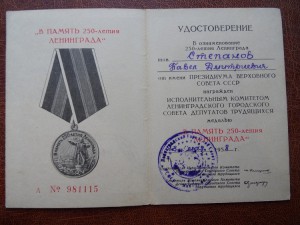 "В ПАМЯТЬ 250-летия
ЛЕНИНГРАДА"
А № 981115
УДОСТОВЕРЕНИЕ
В ознаменование
250-летия Ленинграда
Степанов
Павел Дмитриевич
от имени ПРЕЗИДИУМА ВЕРХОВНОГО
СОВЕТА СССР
награжден
ИСПОЛНИТЕЛЬНЫМ КОМИТЕТОМ
ЛЕНИНГРАДСКОГО ГОРОДСКОГО
СОВЕТА ДЕПУТАТОВ ТРУДЯЩИХСЯ
медалью
"В ПАМЯТЬ 250-летия
ЛЕНИНГРАДА"